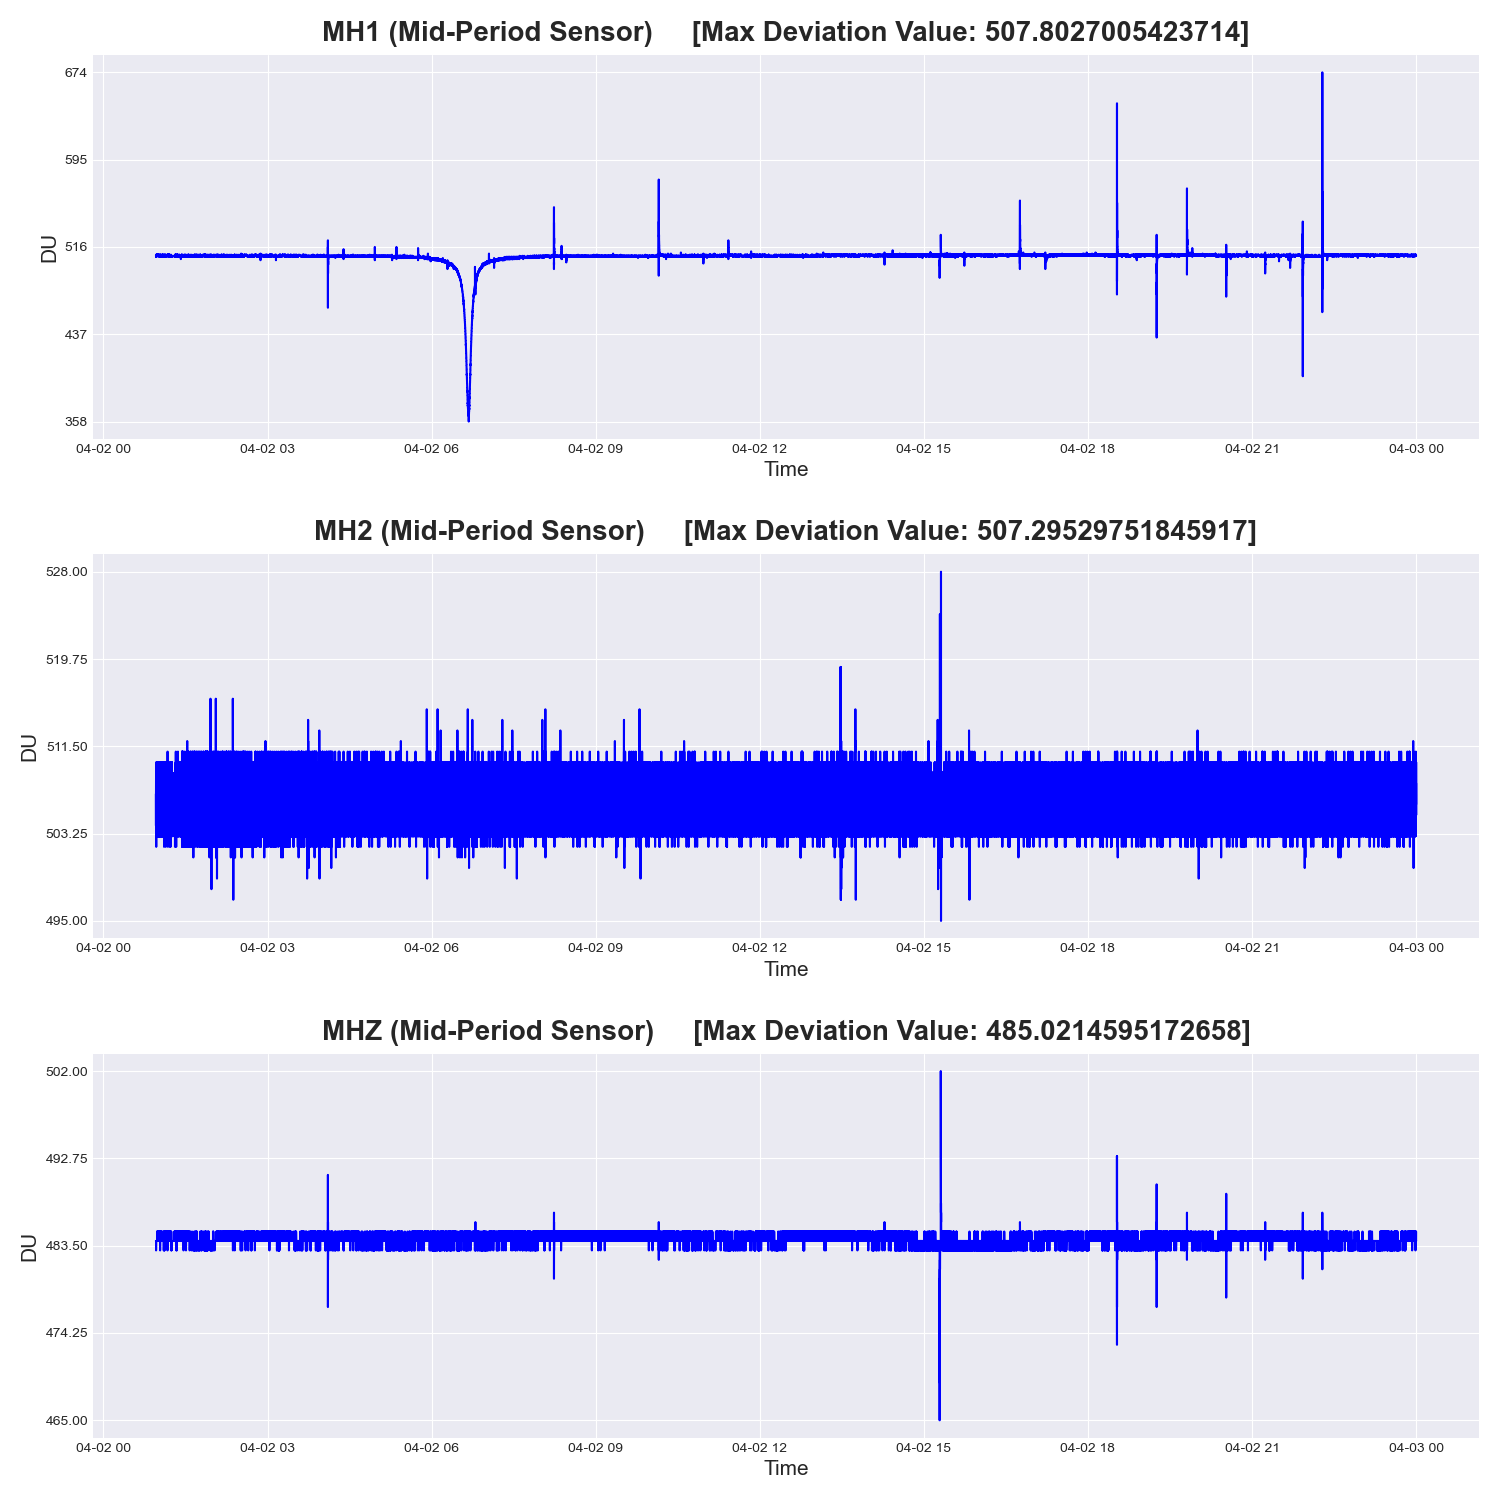 MH1 (Mid-Period Sensor) [Max Deviation Value: 507.8027005423714]
674
595
516
437
358
DU
04-02 00 04-02 03 04-02 06 04-02 09 04-02 12 04-02 15 04-02 18 04-02 21 04-03 00
Time
MH2 (Mid-Period Sensor) [Max Deviation Value: 507.29529751845917]
528.00
519.75
511.50
503.25
495.00
DU
04-02 00 04-02 03 04-02 06 04-02 09 04-02 12 04-02 15 04-02 18 04-02 21 04-03 00
Time
MHZ (Mid-Period Sensor) [Max Deviation Value: 485.0214595172658]
502.00
492.75
483.50
474.25
465.00
DU
04-02 00 04-02 03 04-02 06 04-02 09 04-02 12 04-02 15 04-02 18 04-02 21 04-03 00
Time